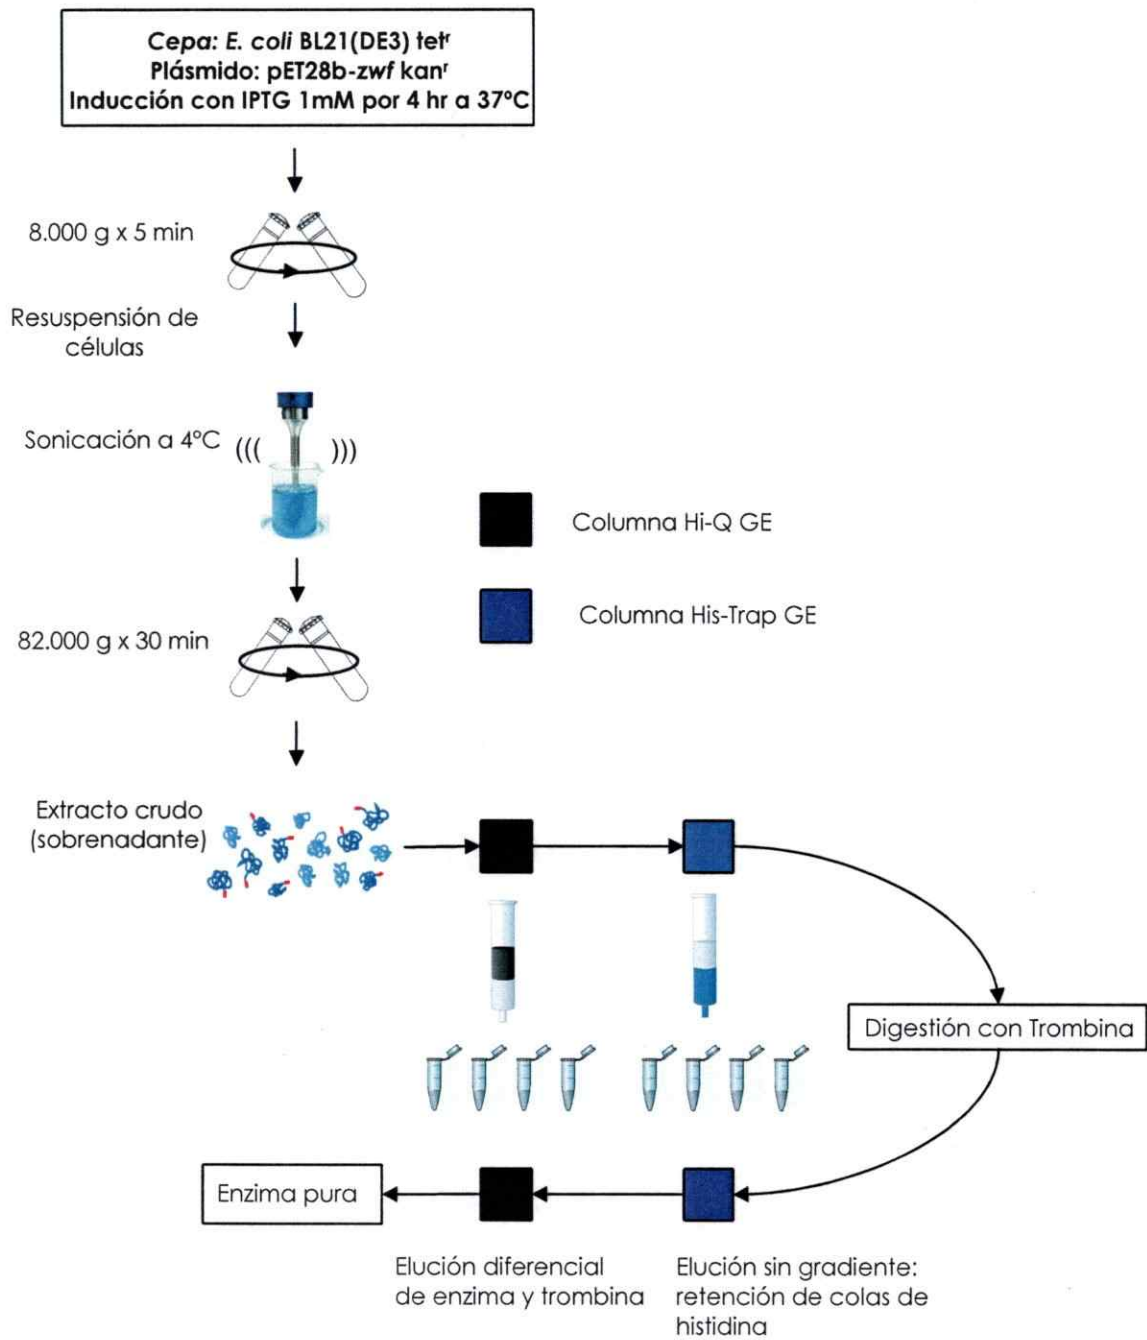 Cepa: E. coli BL21(DE3) tetʳ
Plásmido: pET28b-zwf kanʳ
Inducción con IPTG 1mM por 4 hr a 37ºC
8.000 g x 5 min
Resuspensión de
células
Sonicación a 4ºC
(((
)))
Columna Hi-Q GE
Columna His-Trap GE
82.000 g x 30 min
Extracto crudo
(sobrenadante)
Digestión con Trombina
Enzima pura
Elución diferencial
de enzima y trombina
Elución sin gradiente:
retención de colas de
histidina